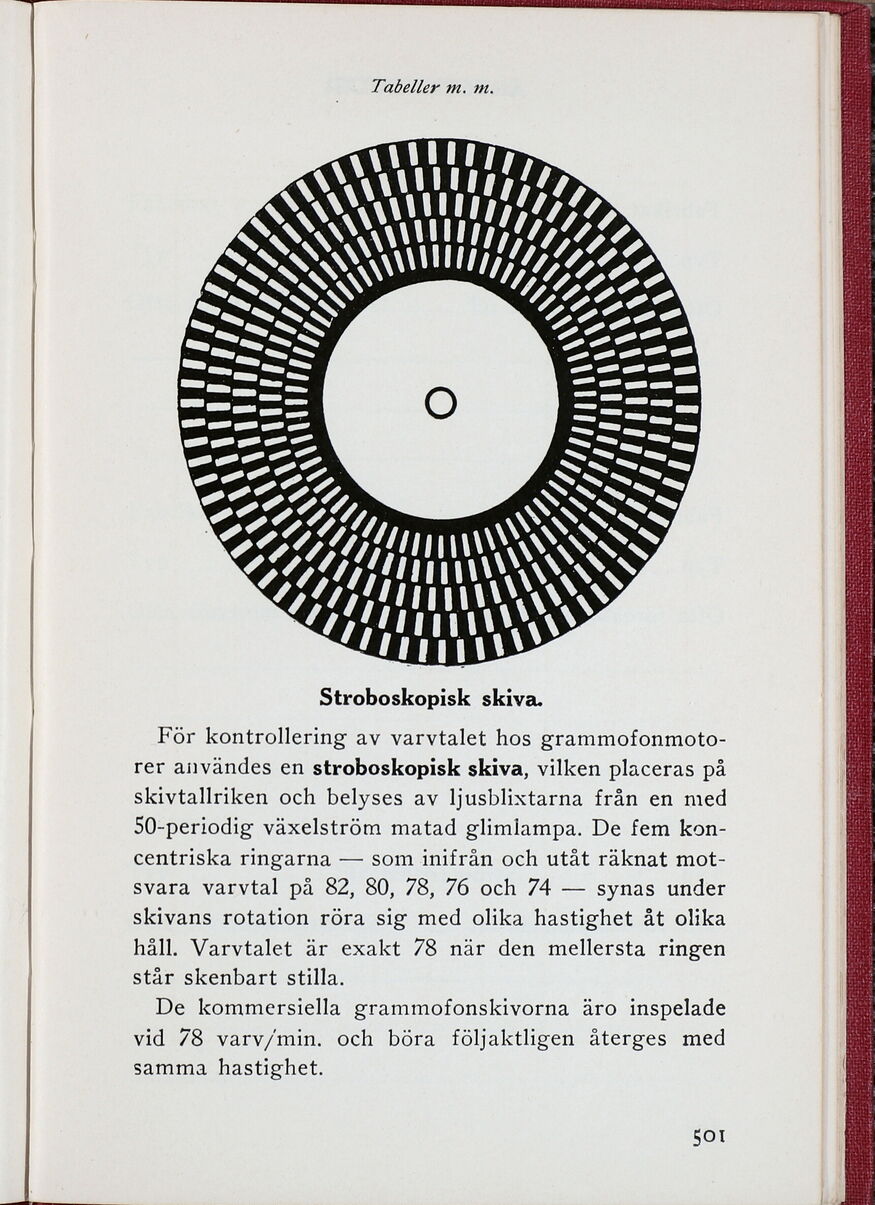 Tabeller m. m.
Stroboskopisk skiva.
För kontrollering av varvtalet hos grammofonmoto-
rer användes en stroboskopisk skiva, vilken placeras på
skivtallriken och belyses av ljusblixtarna från en med
50-periodig växelström matad glimlampa. De fem kon-
centriska ringarna — som inifrån och utåt räknat mot-
svara varvtal på 82, 80, 78, 76 och 74 — synas under
skivans rotation röra sig med olika hastighet åt olika
håll. Varvtalet är exakt 78 när den mellersta ringen
står skenbart stilla.
De kommersiella grammofonskivorna äro inspelade
vid 78 varv/min. och böra följaktligen återges med
samma hastighet.
501